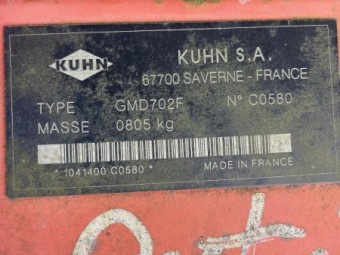 KUHN
KUHN S.A.
67700 SAVERNE - FRANCE
TYPE GMD702F N° C0580
MASSE 0805 kg
* 1041400 C0580 *
MADE IN FRANCE